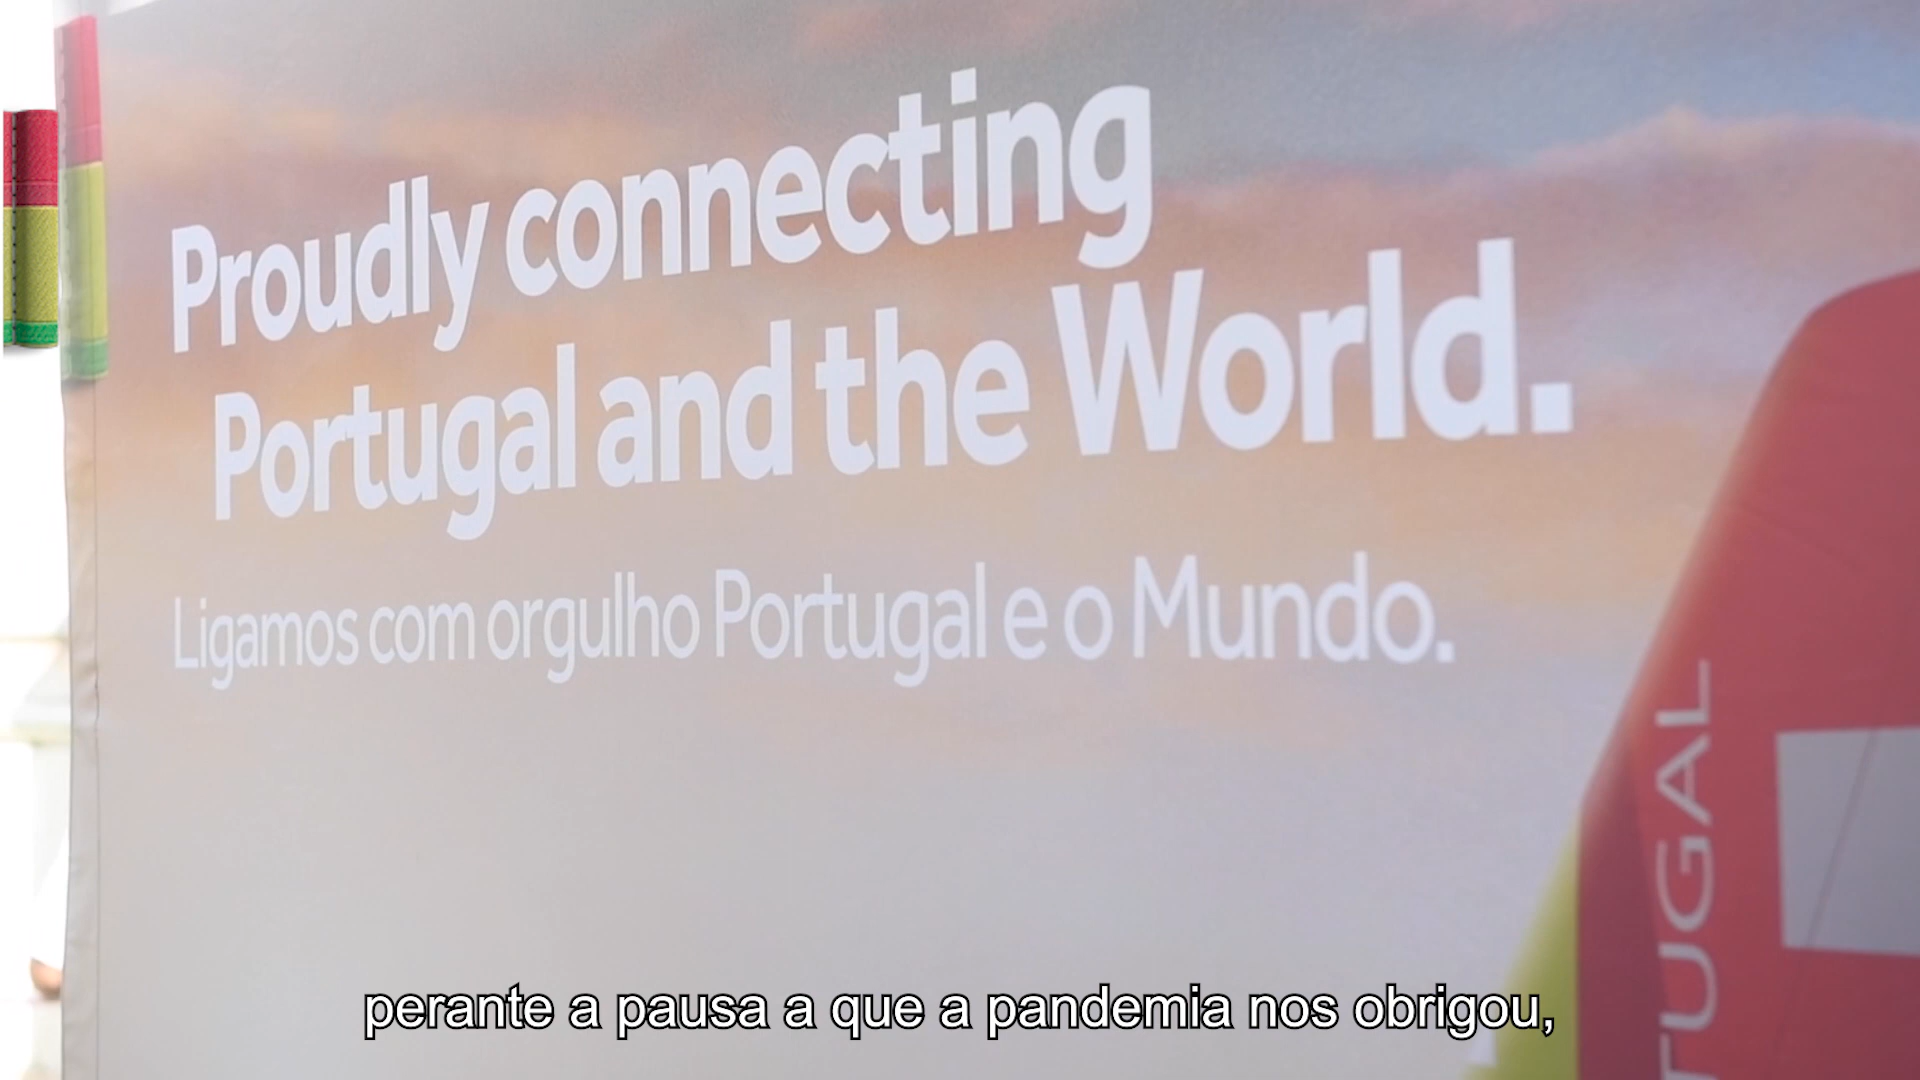 Proudly connecting
Portugal and the World.
Ligamos com orgulho Portugal e o Mundo.
TUGAL
perante a pausa a que a pandemia nos obrigou,